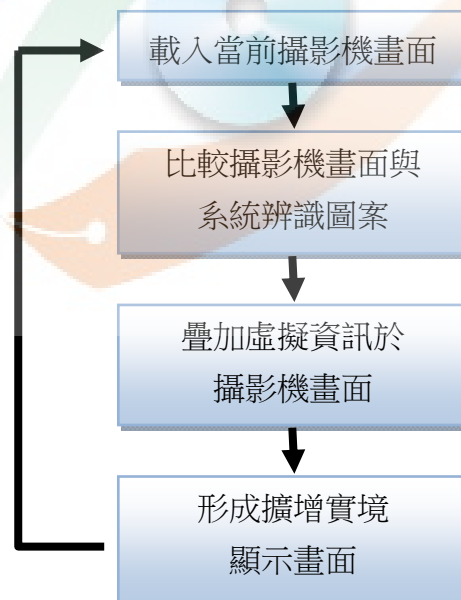 載入當前攝影機畫面
比較攝影機畫面與
系統辨識圖案
疊加虛擬資訊於
攝影機畫面
形成擴增實境
顯示畫面